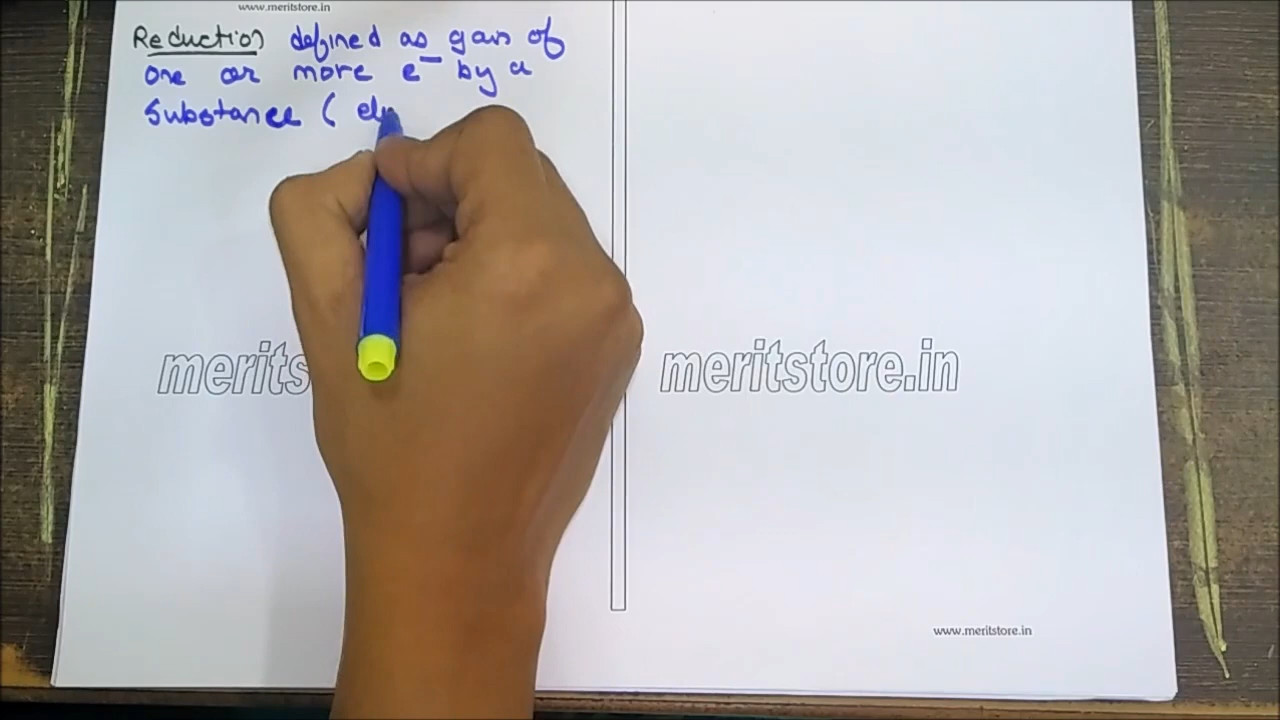 www.meritstore.in
Reduction defined as gain of
one or more e⁻ by a
Substance ( ele
merits
meritstore.in
www.meritstore.in